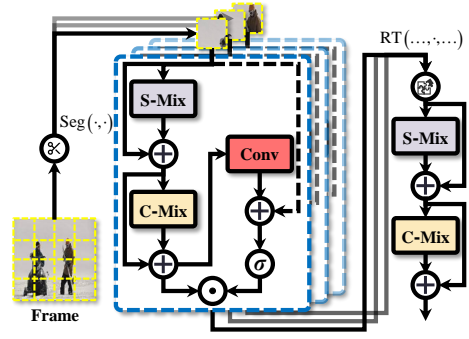 RT(...,·,...)
Seg(·,·)
S-Mix
Conv
C-Mix
σ
S-Mix
C-Mix
Frame